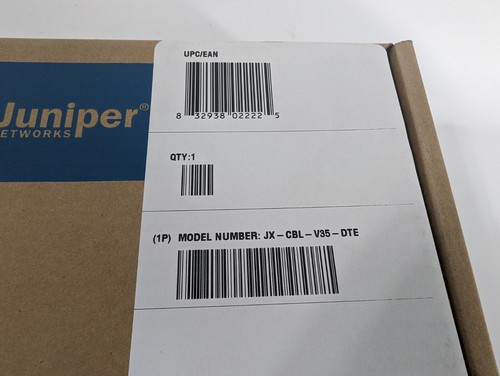 Juniper®
ETWORKS
UPC/EAN
8 32938 02222 5
QTY:1
(1P) MODEL NUMBER: JX – CBL – V35 – DTE